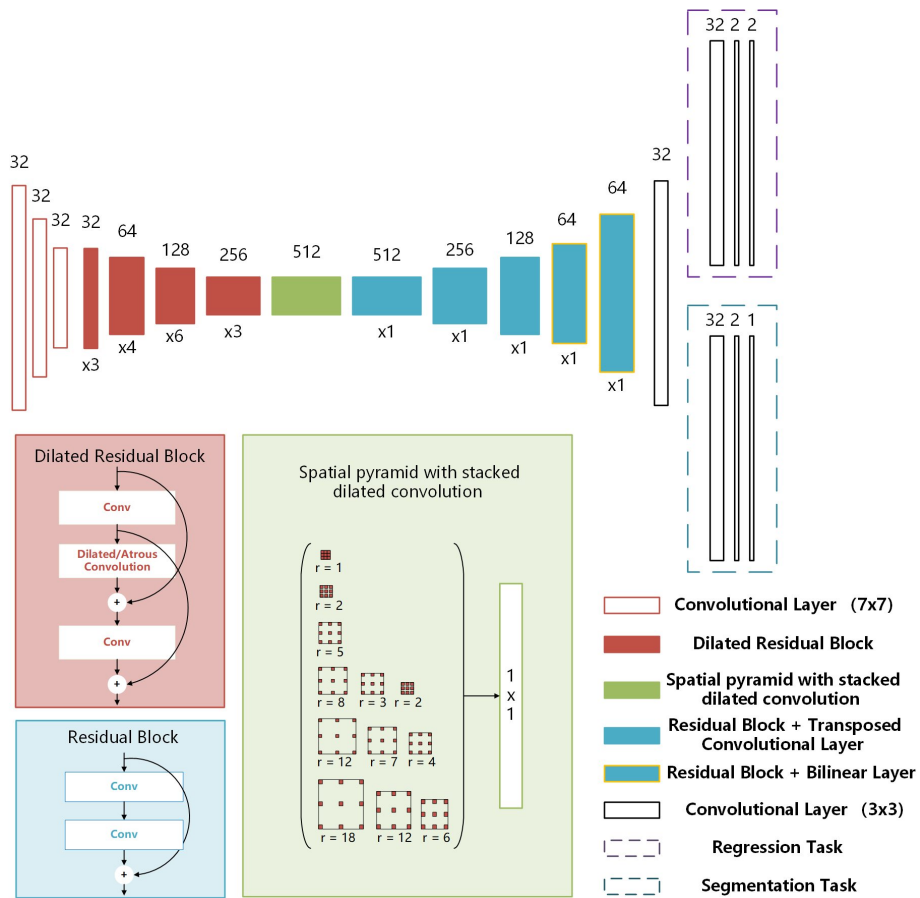 32 2 2
32
32
32
32
64
128
256
512
512
256
128
64
64
32
x3
x4
x6
x3
x1
x1
x1
x1
x1
32 2 1
Dilated Residual Block
Conv
Dilated/Atrous
Convolution
+
Conv
+
Residual Block
Conv
Conv
+
Spatial pyramid with stacked
dilated convolution
r = 1
r = 2
r = 5
r = 8 r = 3 r = 2
r = 12 r = 7 r = 4
r = 18 r = 12 r = 6
1
x
1
Convolutional Layer (7x7)
Dilated Residual Block
Spatial pyramid with stacked
dilated convolution
Residual Block + Transposed
Convolutional Layer
Residual Block + Bilinear Layer
Convolutional Layer (3x3)
Regression Task
Segmentation Task